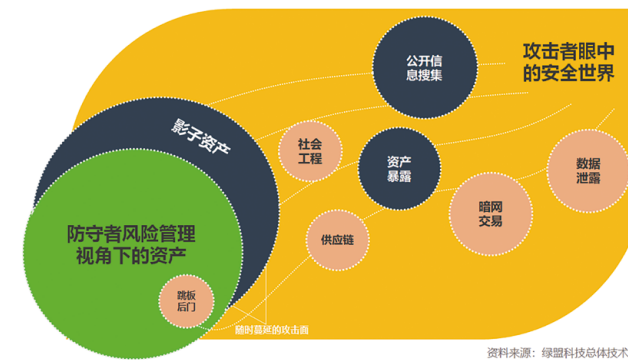 公开信
息搜集
攻击者眼中
的安全世界
影子资产
社会
工程
资产
暴露
数据
泄露
暗网
交易
防守者风险管理
视角下的资产
供应链
跳板
后门
随时蔓延的攻击面
资料来源：绿盟科技总体技术